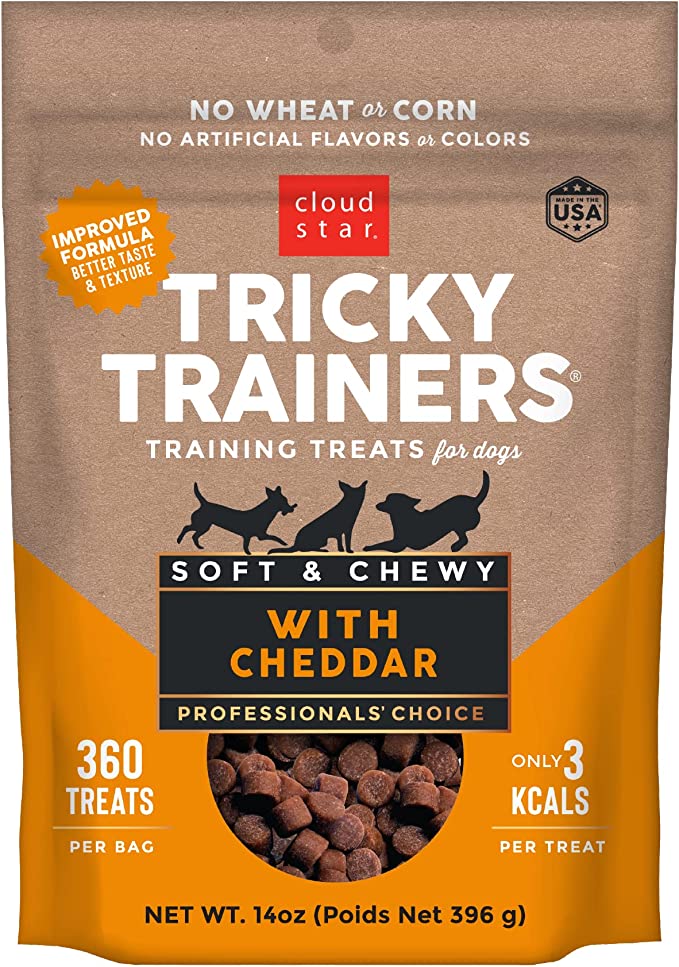 NO WHEAT or CORN
NO ARTIFICIAL FLAVORS or COLORS
cloud
star®
MADE IN THE
USA
IMPROVED
FORMULA
BETTER TASTE
& TEXTURE
TRICKY
TRAINERS®
TRAINING TREATS for dogs
SOFT & CHEWY
WITH
CHEDDAR
PROFESSIONALS' CHOICE
360
TREATS
PER BAG
ONLY 3
KCALS
PER TREAT
NET WT. 14oz (Poids Net 396 g)